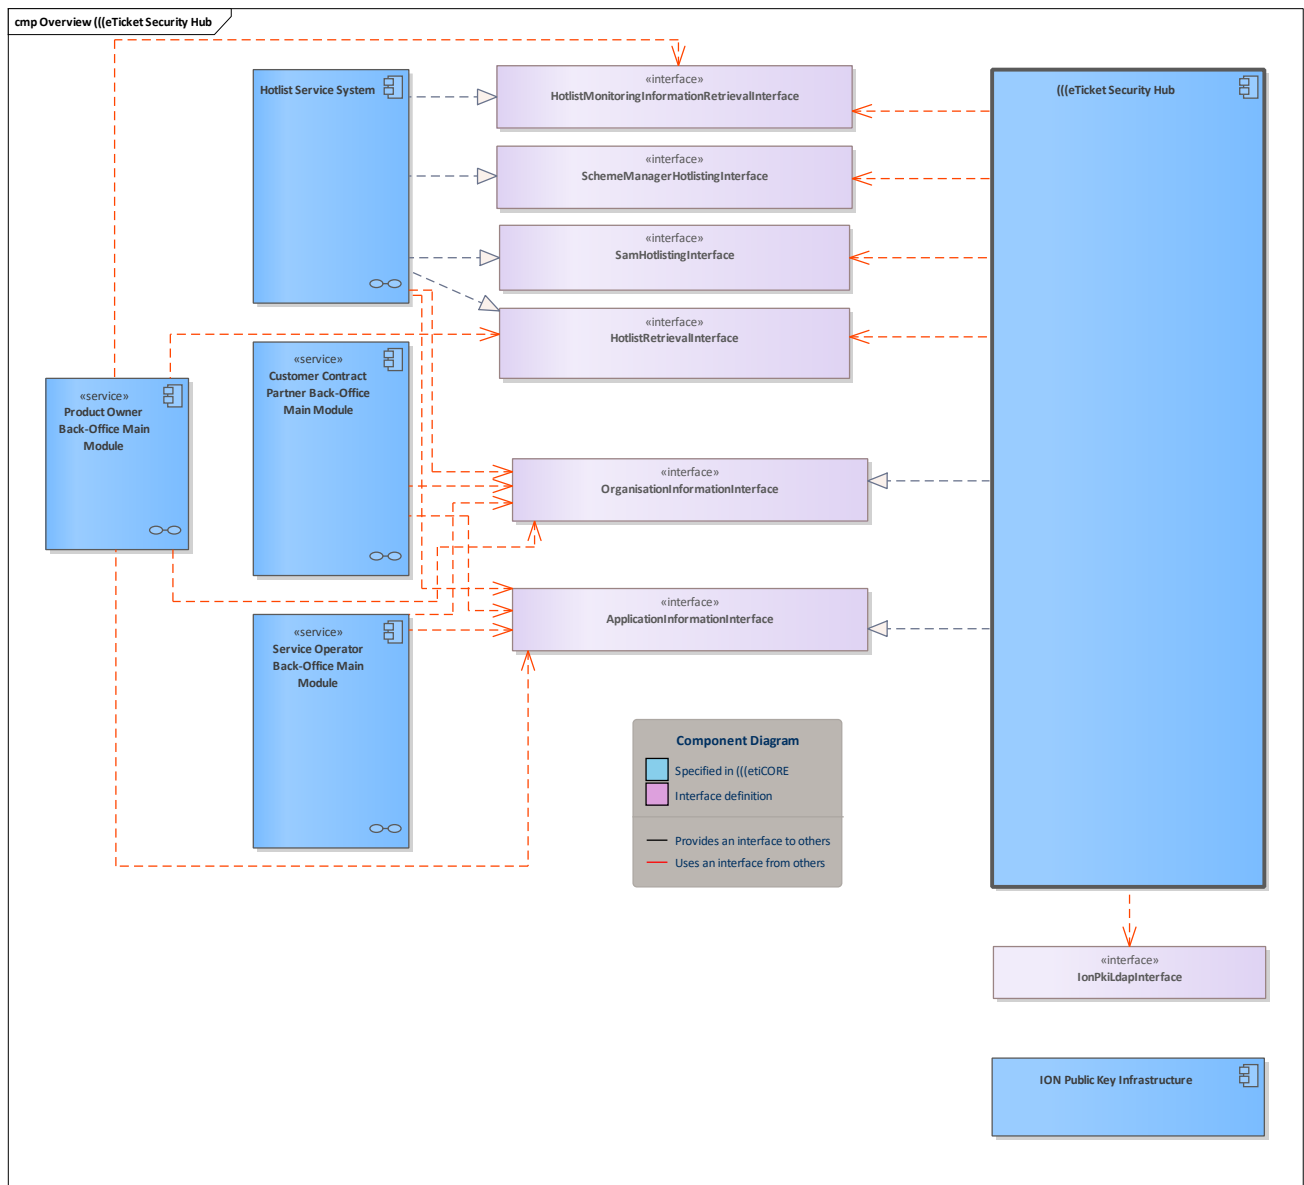 cmp Overview (((eTicket Security Hub
Hotlist Service System
«interface»
HotlistMonitoringInformationRetrievalInterface
(((eTicket Security Hub
«interface»
SchemeManagerHotlistingInterface
«interface»
SamHotlistingInterface
«interface»
HotlistRetrievalInterface
«service»
Customer Contract
Partner Back-Office
Main Module
«service»
Product Owner
Back-Office Main
Module
«interface»
OrganisationInformationInterface
«interface»
ApplicationInformationInterface
«service»
Service Operator
Back-Office Main
Module
Component Diagram
Specified in (((etiCORE
Interface definition
Provides an interface to others
Uses an interface from others
«interface»
IonPkiLdapInterface
ION Public Key Infrastructure